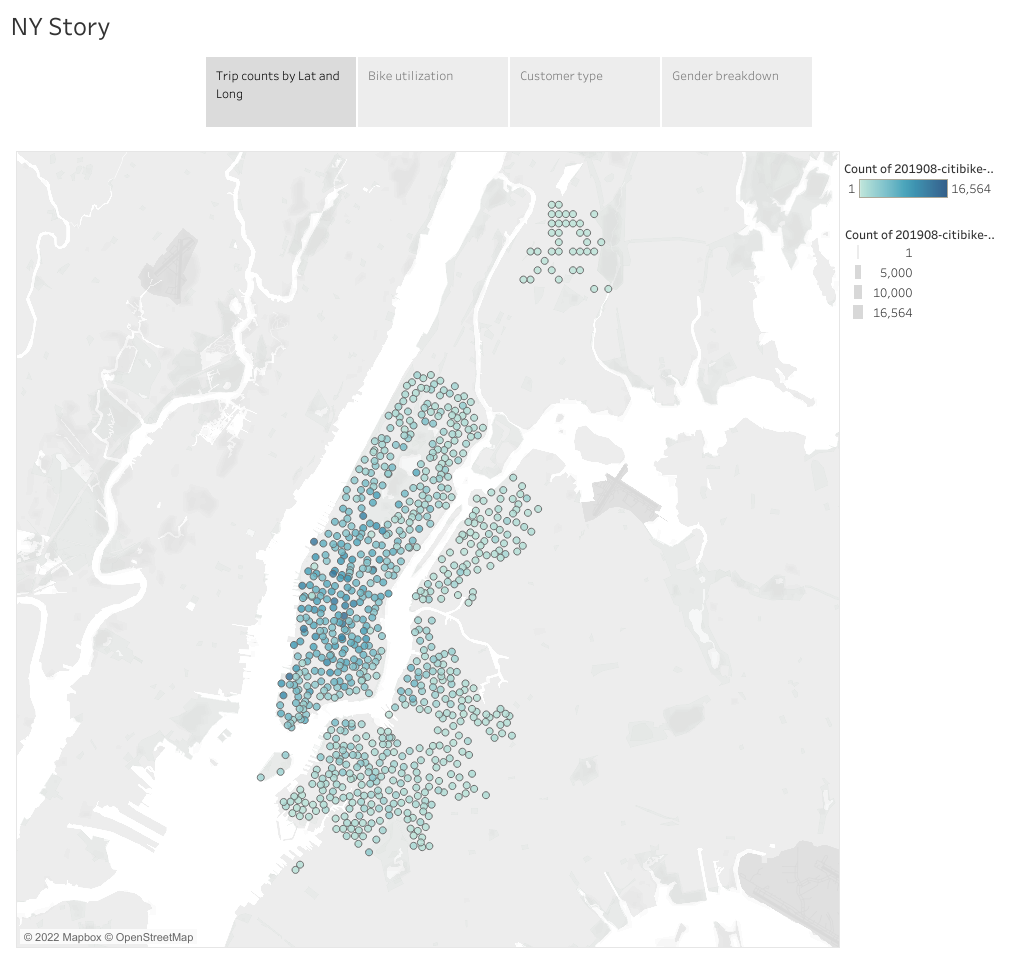 NY Story
Trip counts by Lat and
Long
Bike utilization
Customer type
Gender breakdown
Count of 201908-citibike-..
1
16,564
Count of 201908-citibike-..
1
5,000
10,000
16,564
© 2022 Mapbox © OpenStreetMap